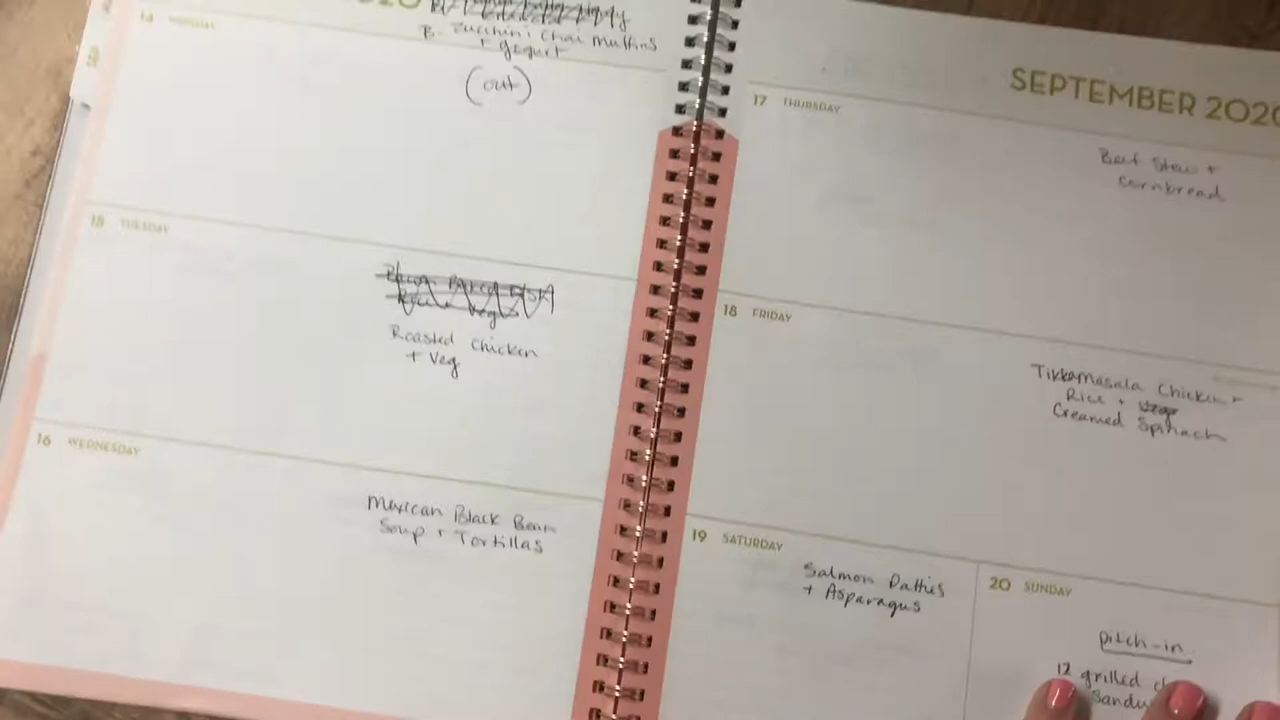 B. Zucchini Chai Muffins
+ yogurt
14 MONDAY
(out)
15 TUESDAY
Roasted Chicken
+ Veg
16 WEDNESDAY
Mexican Black Bean
Soup + Tortillas
SEPTEMBER 2020
17 THURSDAY
Beef Stew +
Cornbread
18 FRIDAY
Tikka Masala Chicken +
Rice +
Creamed Spinach
19 SATURDAY
Salmon Patties
+ Asparagus
20 SUNDAY
pitch-in
12 grilled